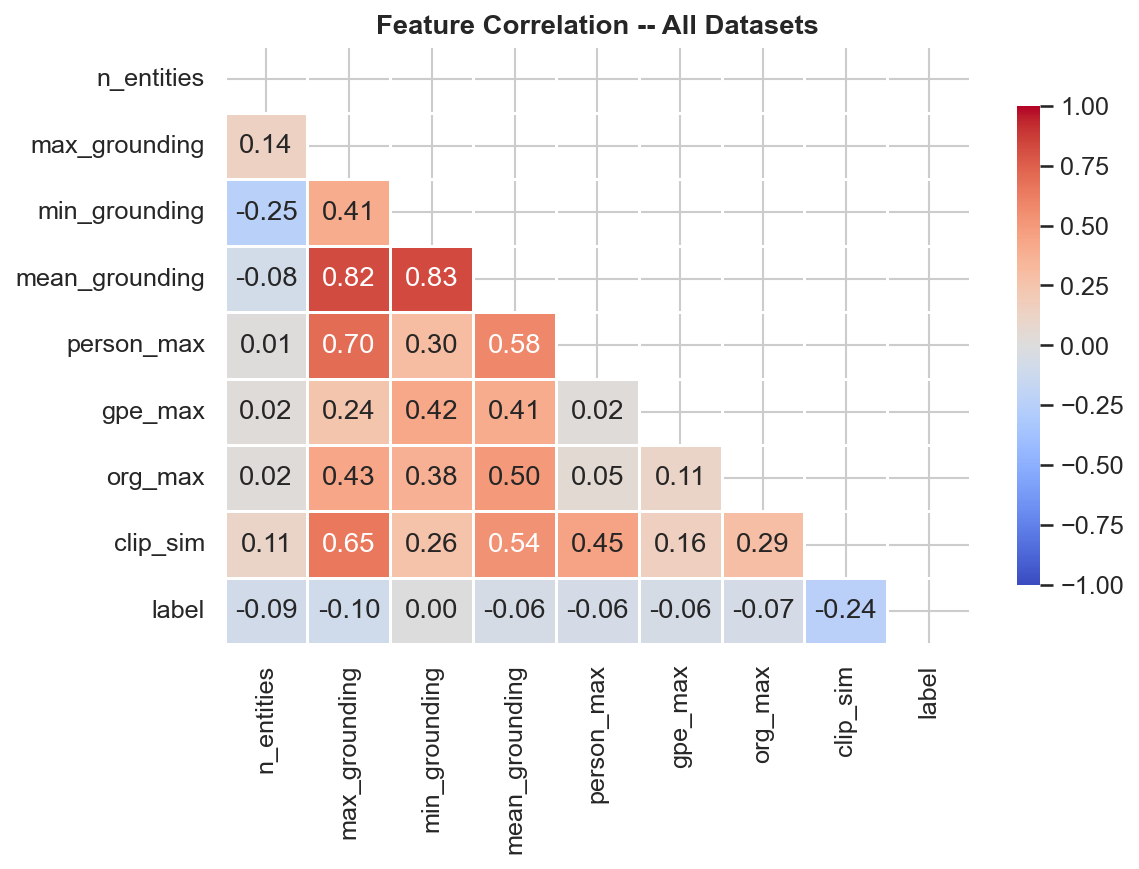 Feature Correlation -- All Datasets
n_entities
max_grounding 0.14
min_grounding -0.25 0.41
mean_grounding -0.08 0.82 0.83
person_max 0.01 0.70 0.30 0.58
gpe_max 0.02 0.24 0.42 0.41 0.02
org_max 0.02 0.43 0.38 0.50 0.05 0.11
clip_sim 0.11 0.65 0.26 0.54 0.45 0.16 0.29
label -0.09 -0.10 0.00 -0.06 -0.06 -0.06 -0.07 -0.24
n_entities
max_grounding
min_grounding
mean_grounding
person_max
gpe_max
org_max
clip_sim
label
1.00
0.75
0.50
0.25
0.00
−0.25
−0.50
−0.75
−1.00